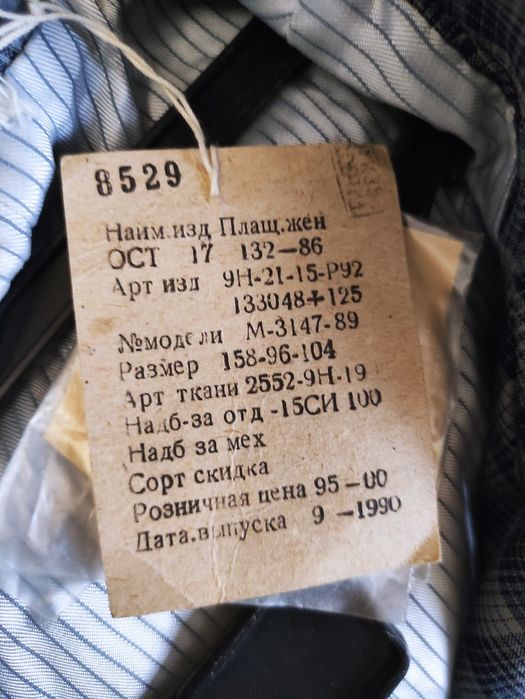 8529
Наим.изд Плащ.жен
ОСТ 17 132-86
Арт изд 9Н-21-15-Р92
133048+125
№модели М-3147-89
Размер 158-96-104
Арт ткани 2552-9Н-19
Надб-за отд -15СИ 100
Надб за мех
Сорт скидка
Розничная цена 95-00
Дата.выпуска 9-1990